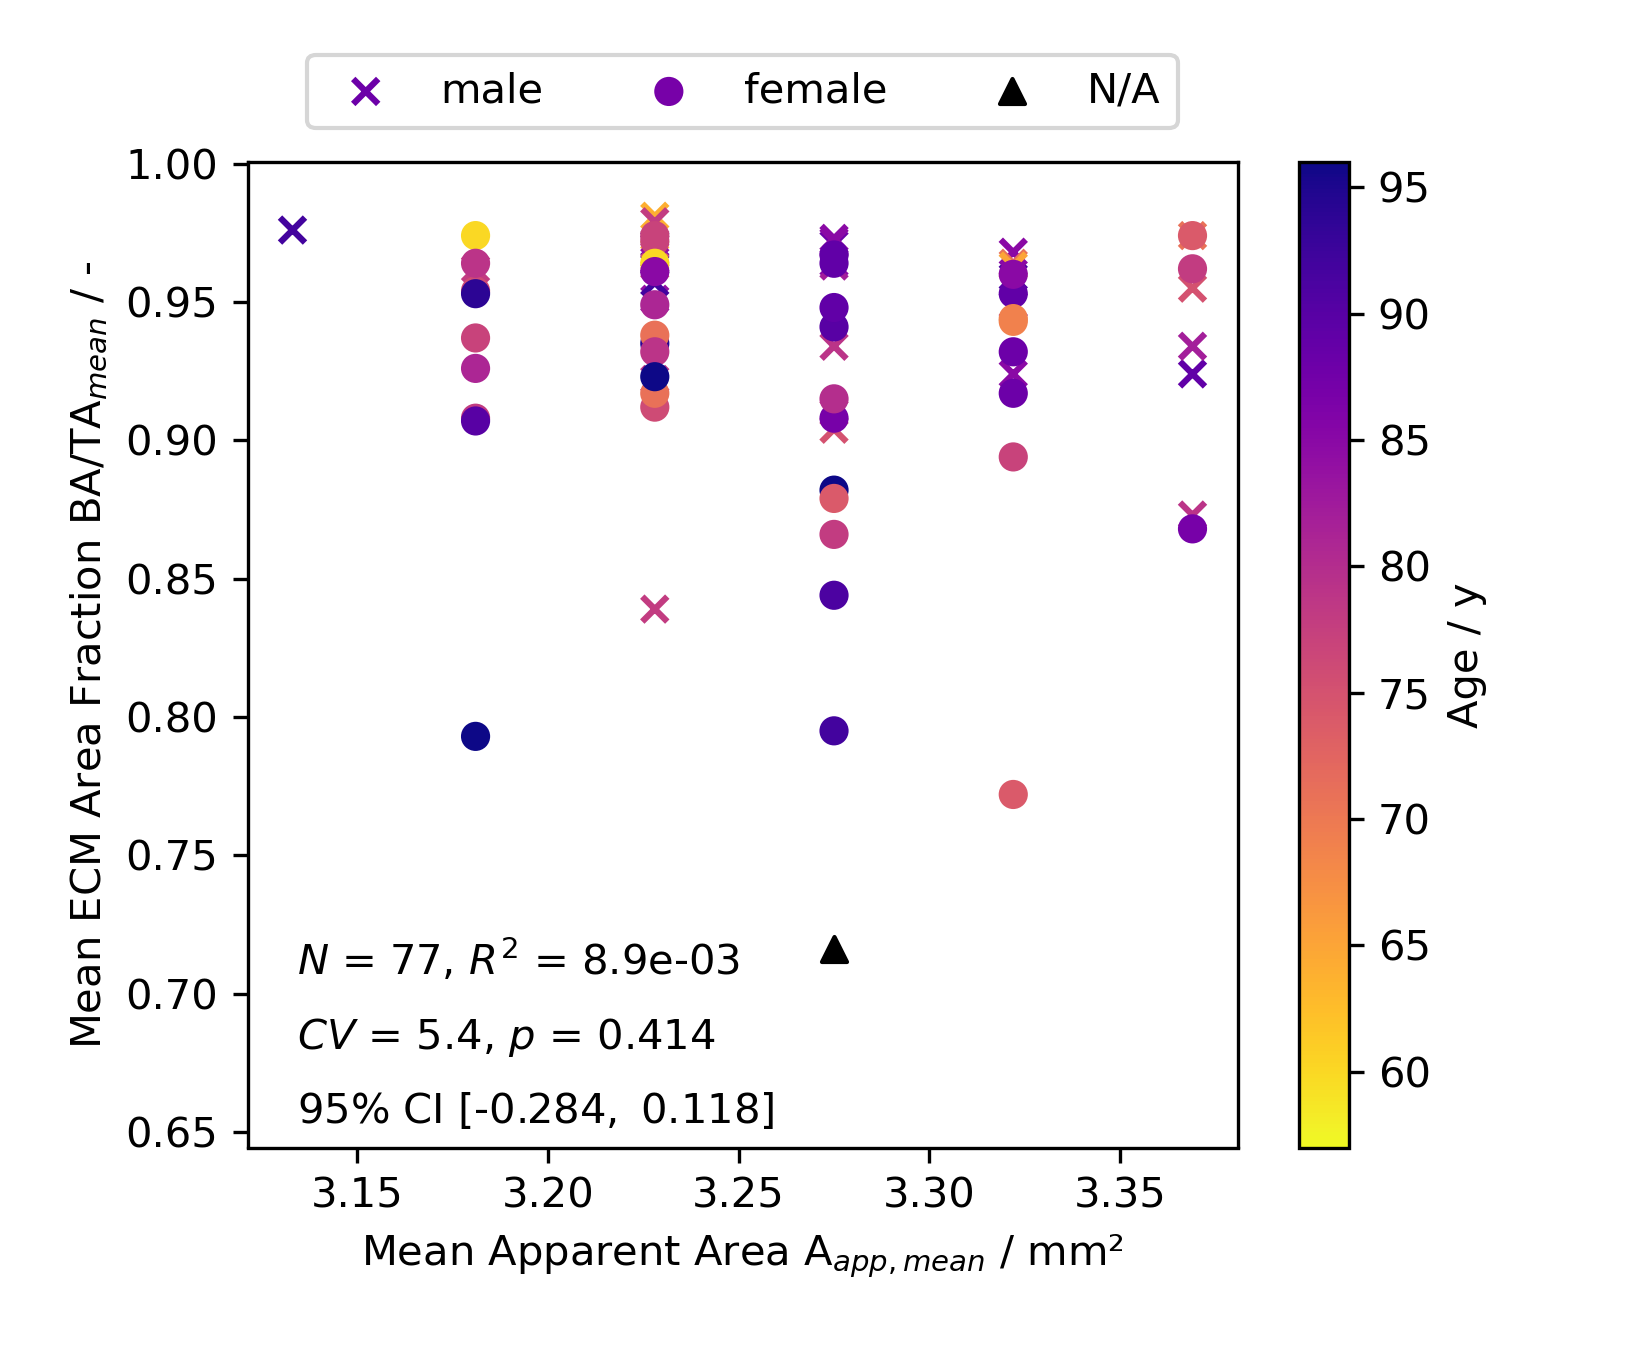 male female N/A
1.00
0.95
0.90
0.85
0.80
0.75
0.70
0.65
Mean ECM Area Fraction BA/TA_mean / -
N = 77, R² = 8.9e-03
CV = 5.4, p = 0.414
95% CI [-0.284, 0.118]
3.15 3.20 3.25 3.30 3.35
Mean Apparent Area A_app,mean / mm²
95
90
85
80
75
70
65
60
Age / y